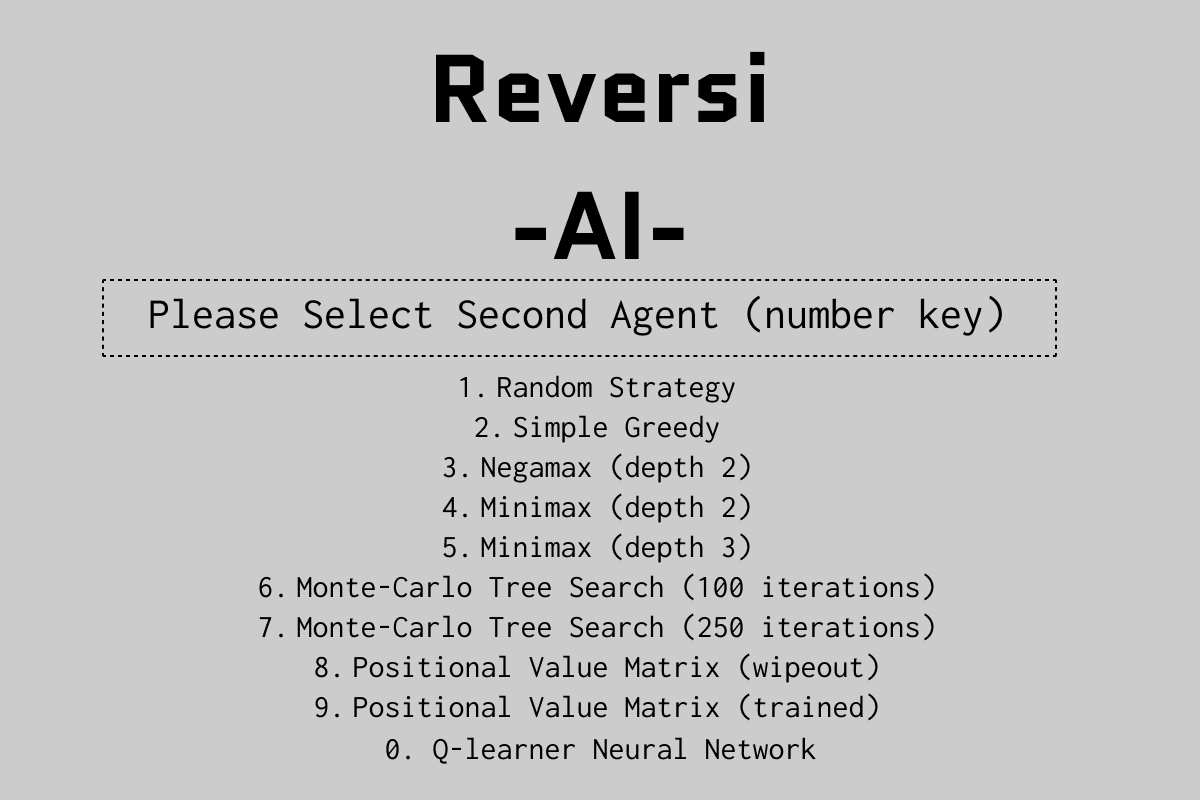 Reversi
-AI-
Please Select Second Agent (number key)
1. Random Strategy
2. Simple Greedy
3. Negamax (depth 2)
4. Minimax (depth 2)
5. Minimax (depth 3)
6. Monte-Carlo Tree Search (100 iterations)
7. Monte-Carlo Tree Search (250 iterations)
8. Positional Value Matrix (wipeout)
9. Positional Value Matrix (trained)
0. Q-learner Neural Network